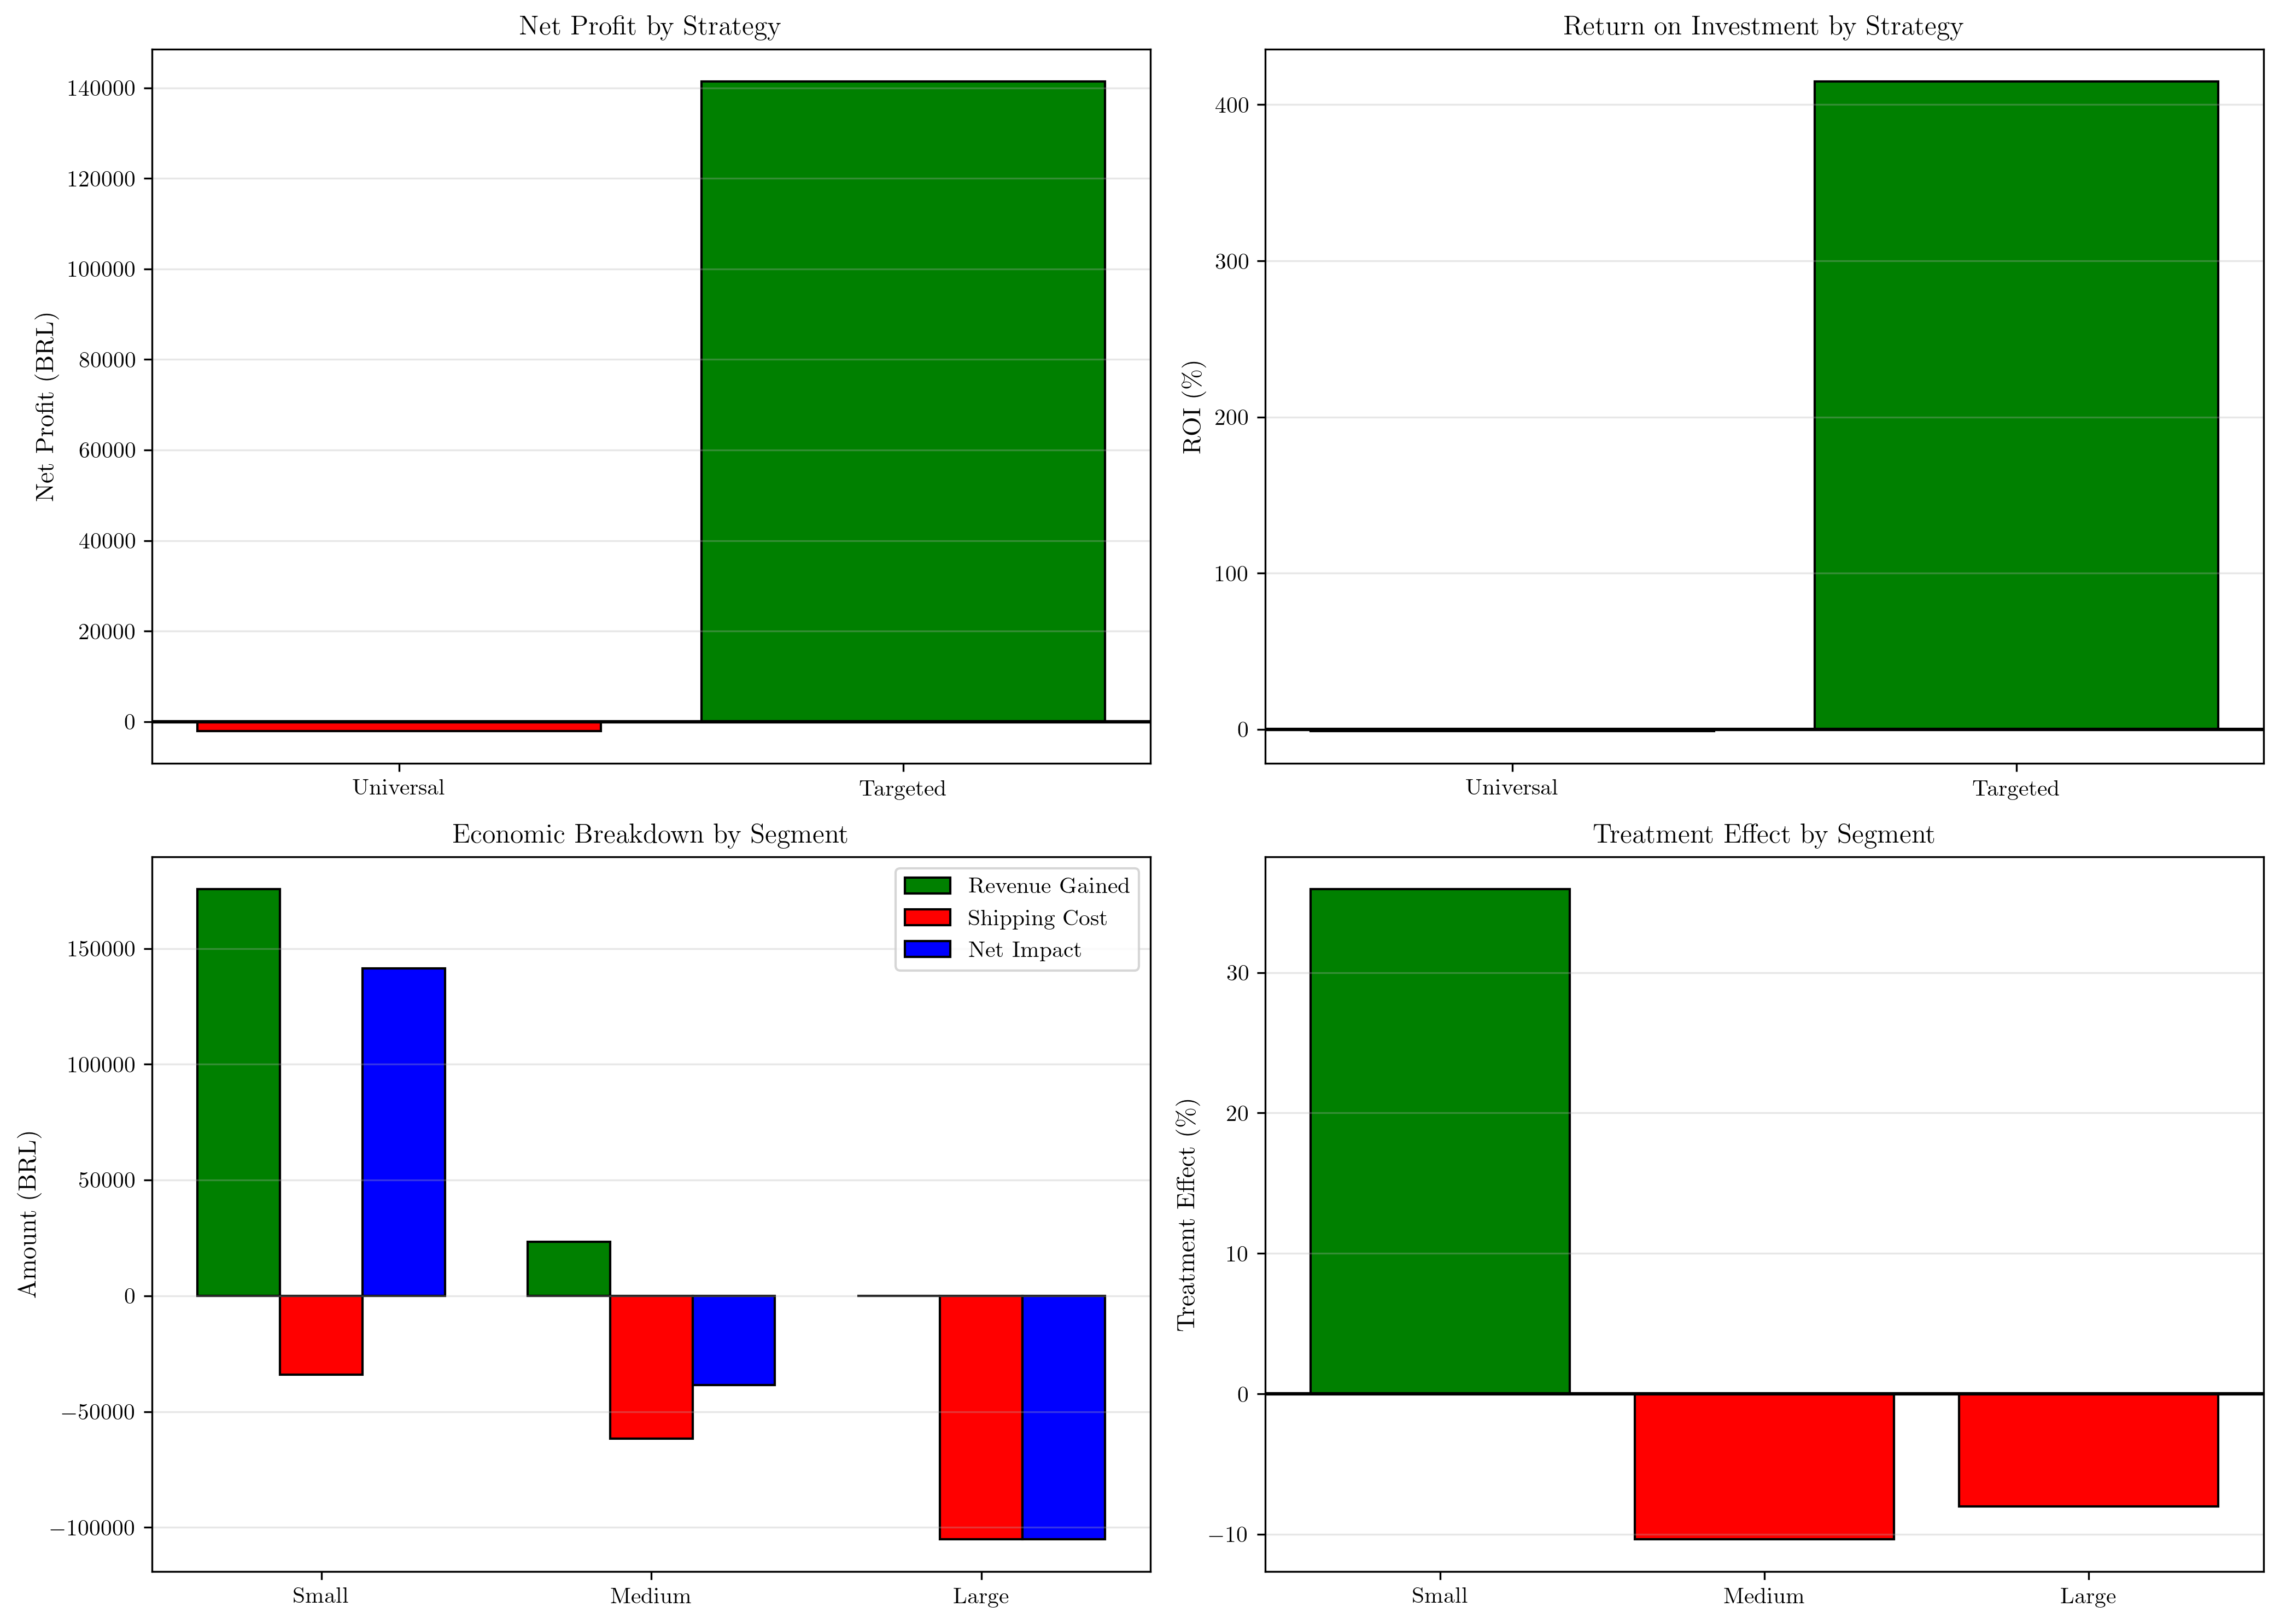 Net Profit by Strategy
Net Profit (BRL)
140000
120000
100000
80000
60000
40000
20000
0
Universal
Targeted
Return on Investment by Strategy
ROI (%)
400
300
200
100
0
Universal
Targeted
Economic Breakdown by Segment
Amount (BRL)
150000
100000
50000
0
−50000
−100000
Revenue Gained
Shipping Cost
Net Impact
Small
Medium
Large
Treatment Effect by Segment
Treatment Effect (%)
30
20
10
0
−10
Small
Medium
Large